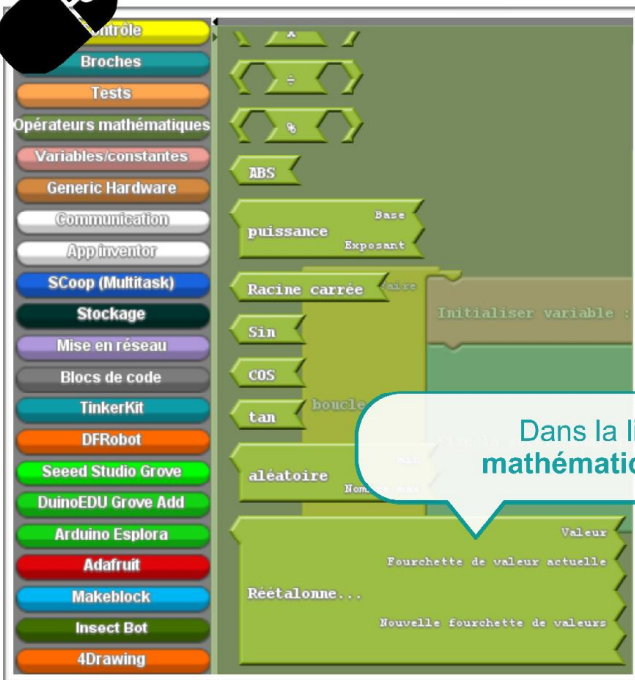 Contrôle
Broches
Tests
Opérateurs mathématiques
Variables/constantes
Generic Hardware
Communication
App inventor
SCoop (Multitask)
Stockage
Mise en réseau
Blocs de code
TinkerKit
DFRobot
Seeed Studio Grove
DuinoEDU Grove Add
Arduino Esplora
Adafruit
Makeblock
Insect Bot
4Drawing
x
÷
%
ABS
puissance
Base
Exposant
Racine carrée
Initialiser variable :
Sin
COS
tan
boucle
aléatoire
Réétalonne...
Valeur
Fourchette de valeur actuelle
Nouvelle fourchette de valeurs
Dans la li
mathématiq